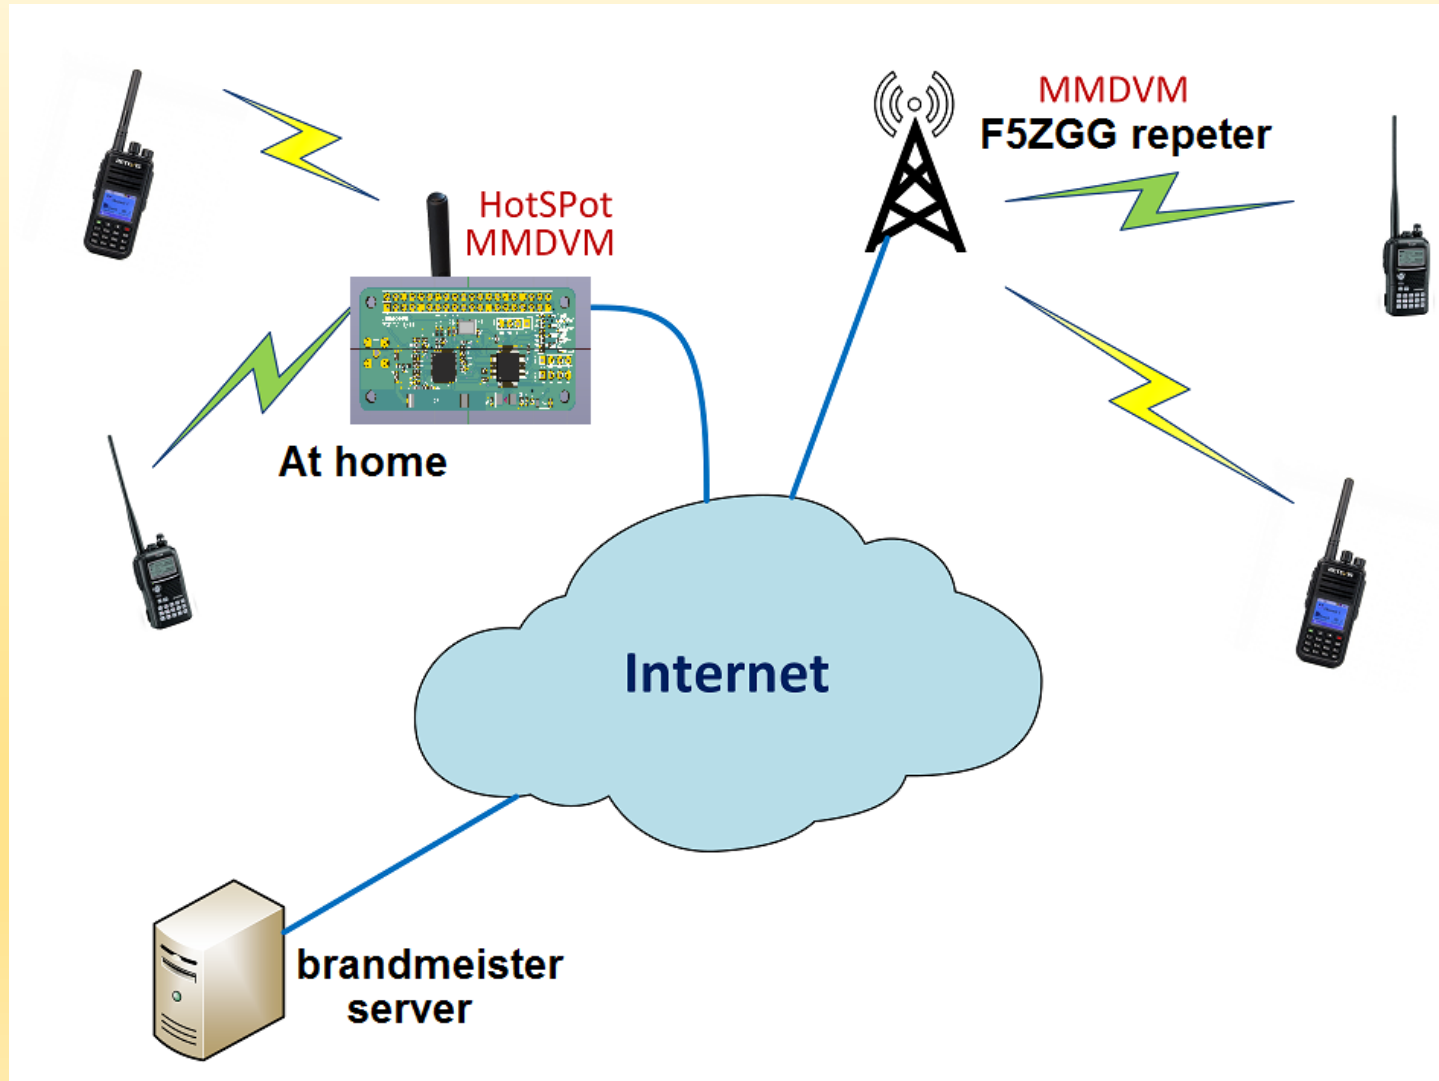 MMDVM
F5ZGG repeter
HotSPot
MMDVM
At home
Internet
brandmeister
server